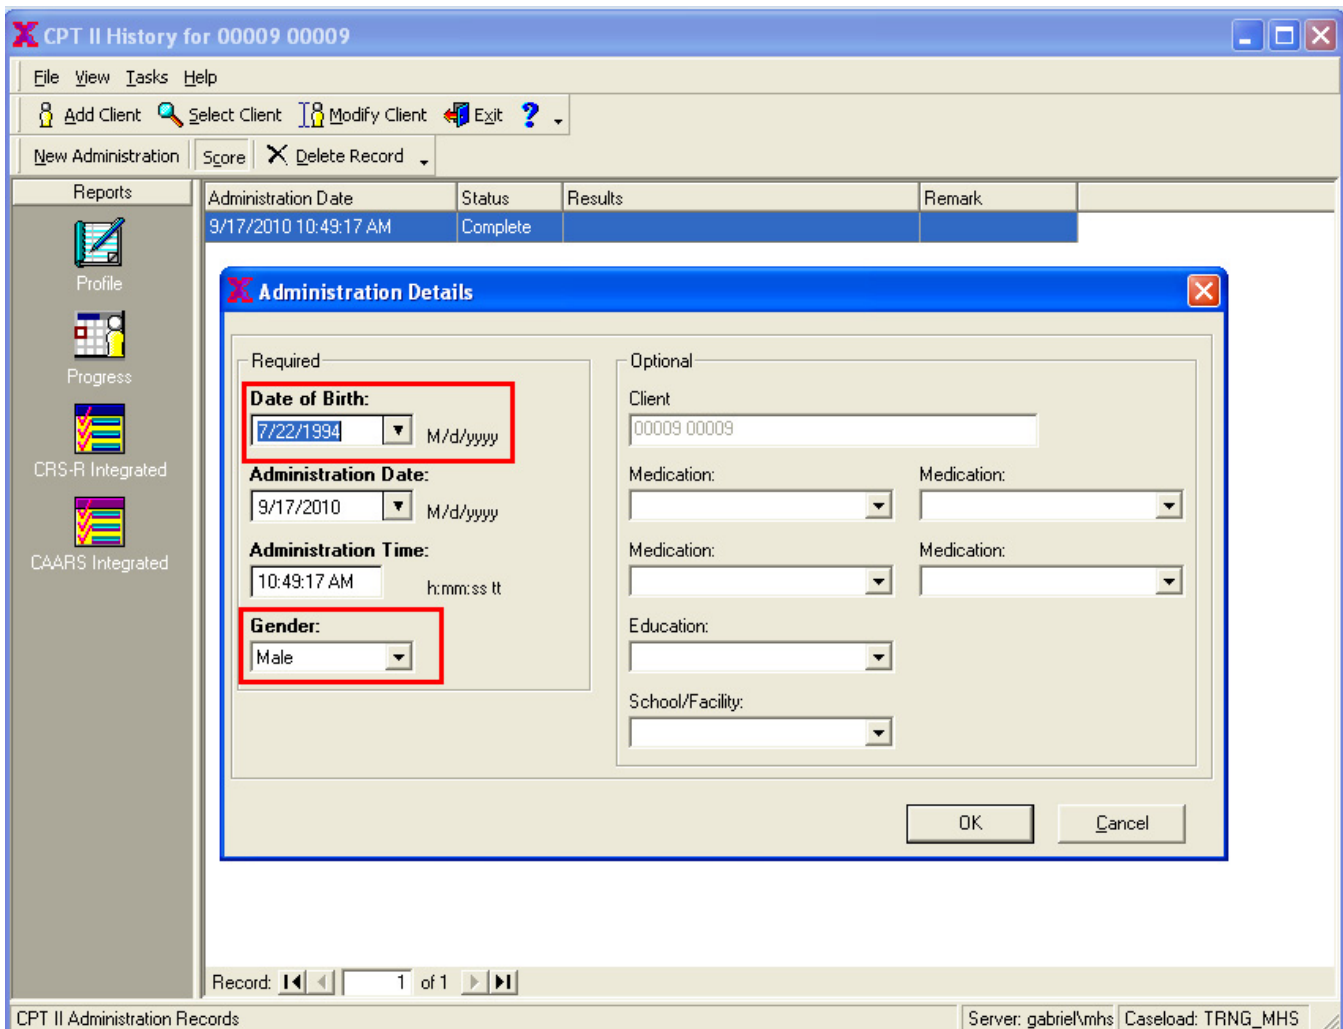 CPT II History for 00009 00009
File View Tasks Help
Add Client Select Client Modify Client Exit ?
New Administration Score Delete Record
Reports
Administration Date Status Results Remark
9/17/2010 10:49:17 AM Complete
Profile
Progress
CRS-R Integrated
CAARS Integrated
Administration Details
Required
Date of Birth:
7/22/1994 M/d/yyyy
Administration Date:
9/17/2010 M/d/yyyy
Administration Time:
10:49:17 AM h:mm:ss tt
Gender:
Male
Optional
Client
00009 00009
Medication: Medication:
Medication: Medication:
Education:
School/Facility:
OK Cancel
Record: 1 of 1
CPT II Administration Records Server: gabriel\mhs Caseload: TRNG_MHS